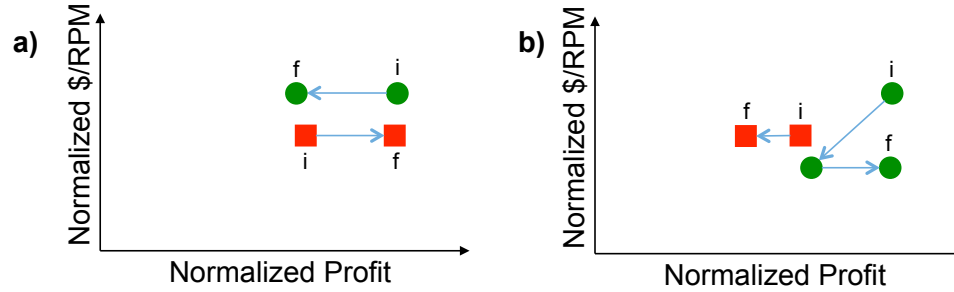 a)
Normalized $/RPM
f
i
i
f
Normalized Profit
b)
Normalized $/RPM
i
f
i
f
Normalized Profit